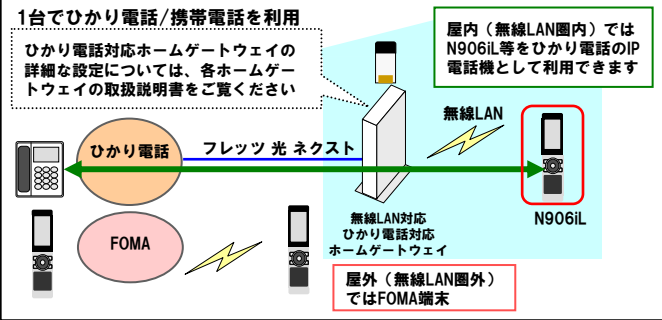 1台でひかり電話/携帯電話を利用
ひかり電話対応ホームゲートウェイの
詳細な設定については、各ホームゲー
トウェイの取扱説明書をご覧ください
屋内（無線LAN圏内）では
N906iL等をひかり電話のIP
電話機として利用できます
無線LAN
ひかり電話
フレッツ 光 ネクスト
N906iL
無線LAN対応
ひかり電話対応
ホームゲートウェイ
FOMA
屋外（無線LAN圏外）
ではFOMA端末